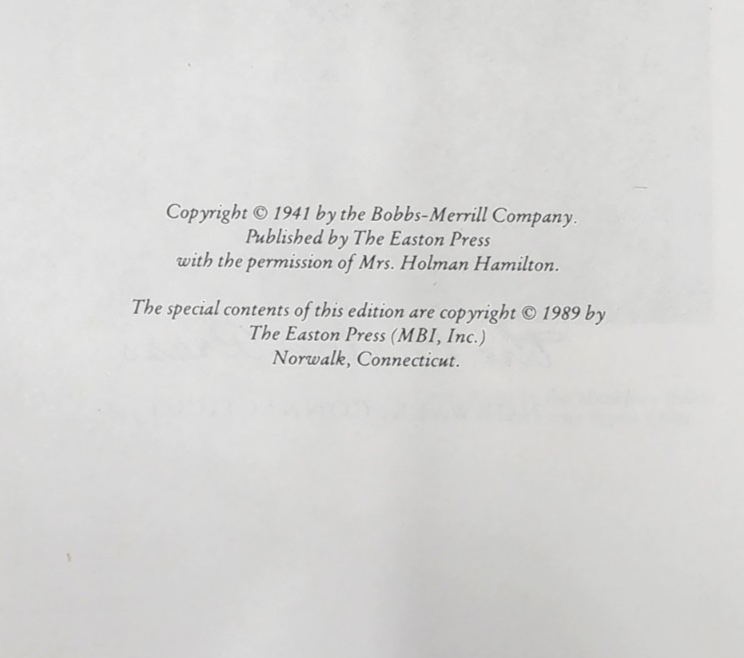 Copyright © 1941 by the Bobbs-Merrill Company.
Published by The Easton Press
with the permission of Mrs. Holman Hamilton.
The special contents of this edition are copyright © 1989 by
The Easton Press (MBI, Inc.)
Norwalk, Connecticut.